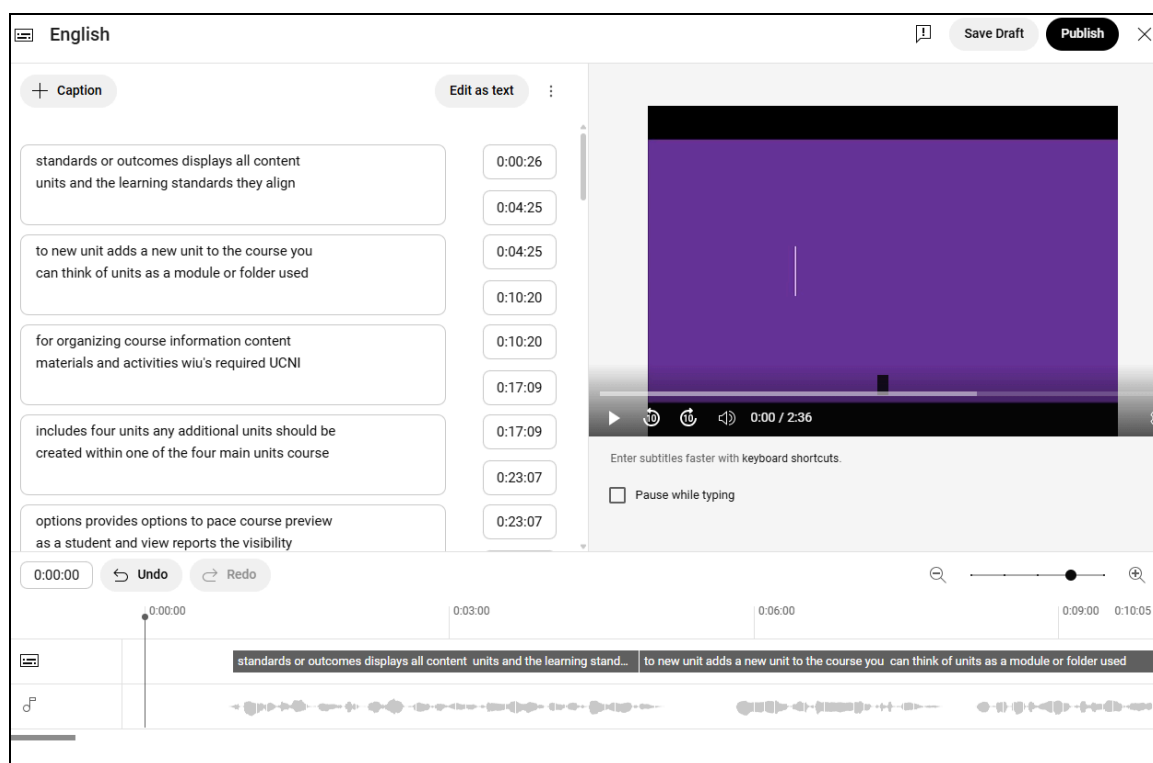 English
Save Draft
Publish
Caption
Edit as text
standards or outcomes displays all content
units and the learning standards they align
0:00:26
0:04:25
to new unit adds a new unit to the course you
can think of units as a module or folder used
0:04:25
0:10:20
for organizing course information content
materials and activities wiu's required UCNI
0:10:20
0:17:09
includes four units any additional units should be
created within one of the four main units course
0:17:09
0:23:07
options provides options to pace course preview
as a student and view reports the visibility
0:23:07
10
10
0:00 / 2:36
Enter subtitles faster with keyboard shortcuts.
Pause while typing
0:00:00
Undo
Redo
0:00:00
0:03:00
0:06:00
0:09:00
0:10:05
standards or outcomes displays all content units and the learning stand...
to new unit adds a new unit to the course you can think of units as a module or folder used